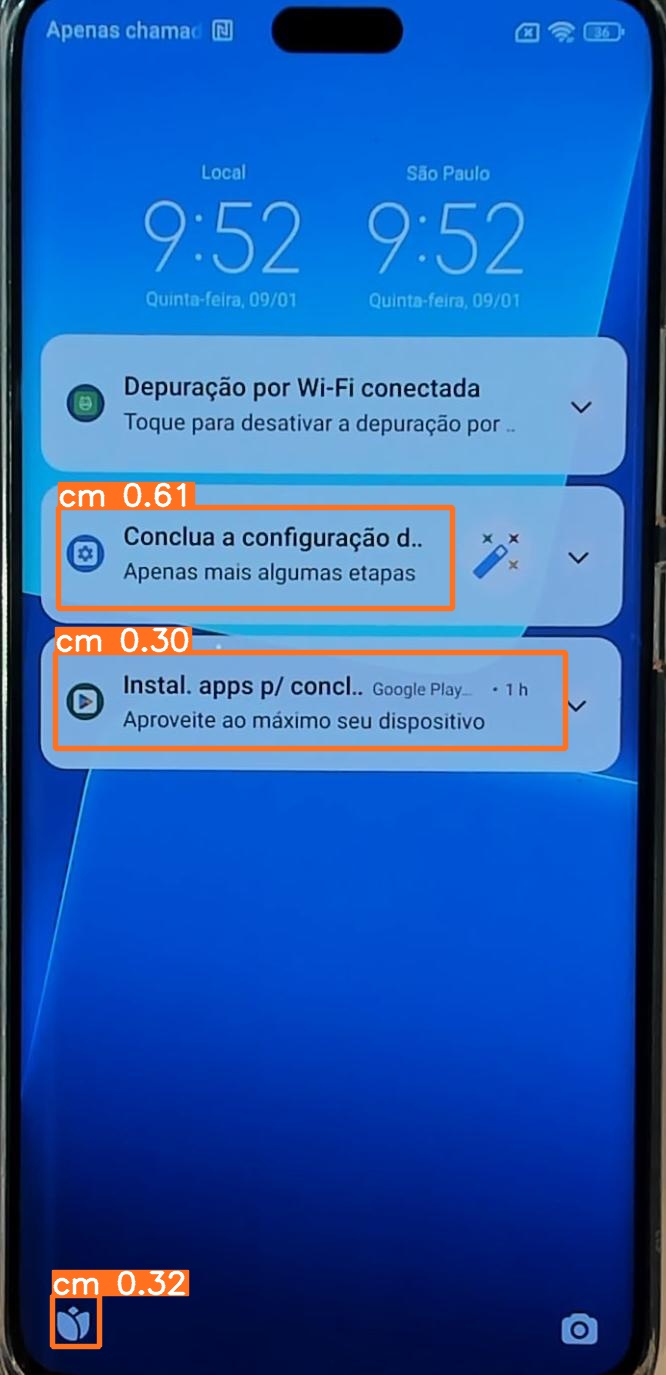 Apenas chamad
36
Local
São Paulo
9:52
9:52
Quinta-feira, 09/01
Quinta-feira, 09/01
Depuração por Wi-Fi conectada
Toque para desativar a depuração por ..
cm 0.61
Conclua a configuração d..
Apenas mais algumas etapas
cm 0.30
Instal. apps p/ concl.. Google Play... • 1 h
Aproveite ao máximo seu dispositivo
cm 0.32